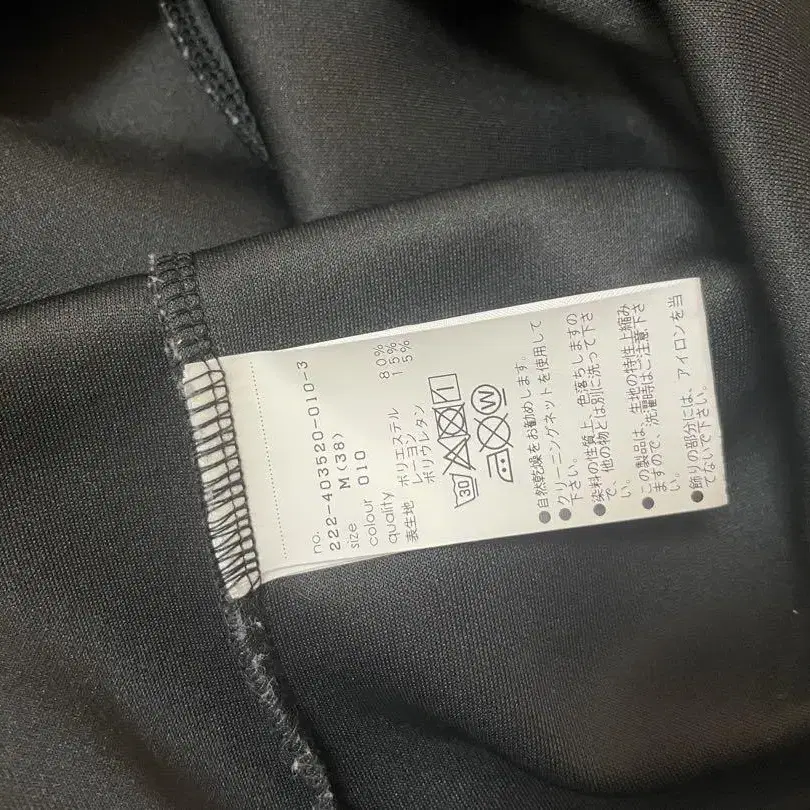 no.
222-403520-010-3
size M(38)
colour 010
quality
表生地 ポリエステル 80%
レーヨン 15%
ポリウレタン 5%
30
W
●自然乾燥をお勧めします。
●クリーニングネットを使用して
下さい。
●染料の性質上、色落ちしますの
で、他の物とは別に洗って下さ
い。
●この製品は、生地の特性上縮み
ますので、洗濯時はご注意下さ
い。
●飾りの部分には、アイロンを当
てないで下さい。